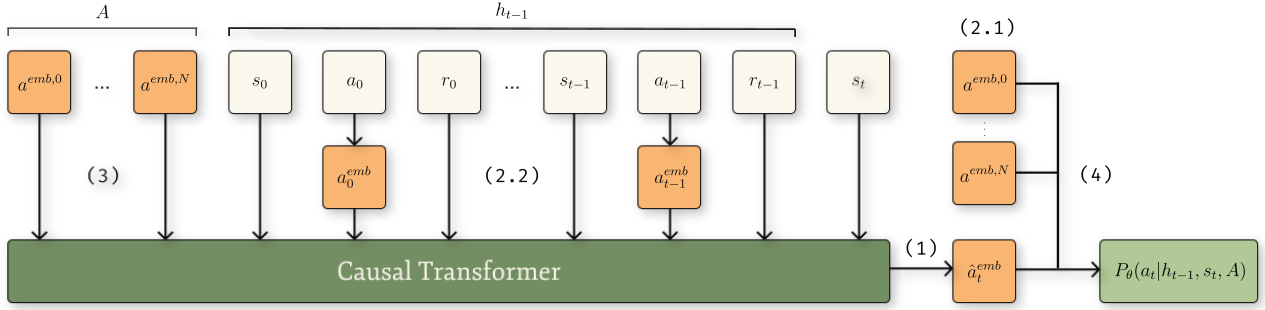 A
h_{t-1}
(2.1)
a^{emb,0} ... a^{emb,N} s_0 a_0 r_0 ... s_{t-1} a_{t-1} r_{t-1} s_t a^{emb,0}
(3) a_0^{emb} (2.2) a_{t-1}^{emb} a^{emb,N} (4)
Causal Transformer (1) â_t^{emb} P_θ(a_t|h_{t-1}, s_t, A)